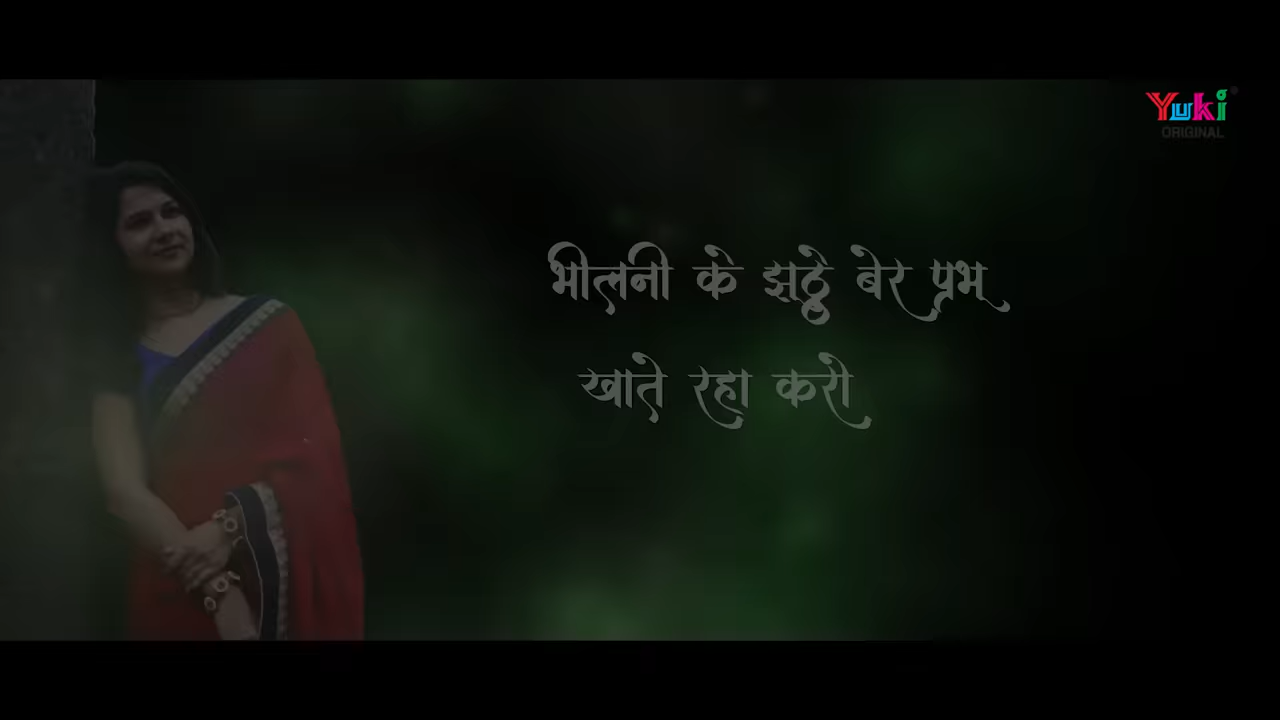 Yuki
ORIGINAL
भीलनी के झूठे बेर प्रभु
खाते रहा करो